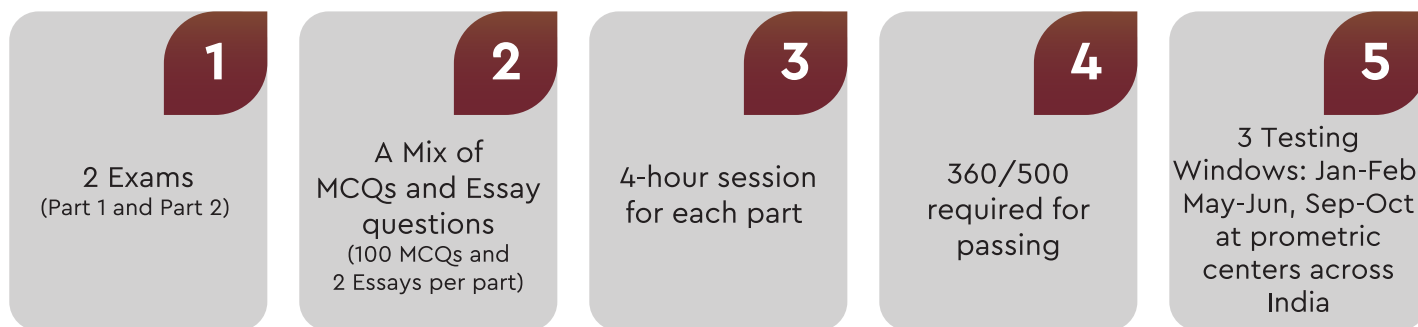 1
2 Exams
(Part 1 and Part 2)
2
A Mix of
MCQs and Essay
questions
(100 MCQs and
2 Essays per part)
3
4-hour session
for each part
4
360/500
required for
passing
5
3 Testing
Windows: Jan-Feb
May-Jun, Sep-Oct
at prometric
centers across
India